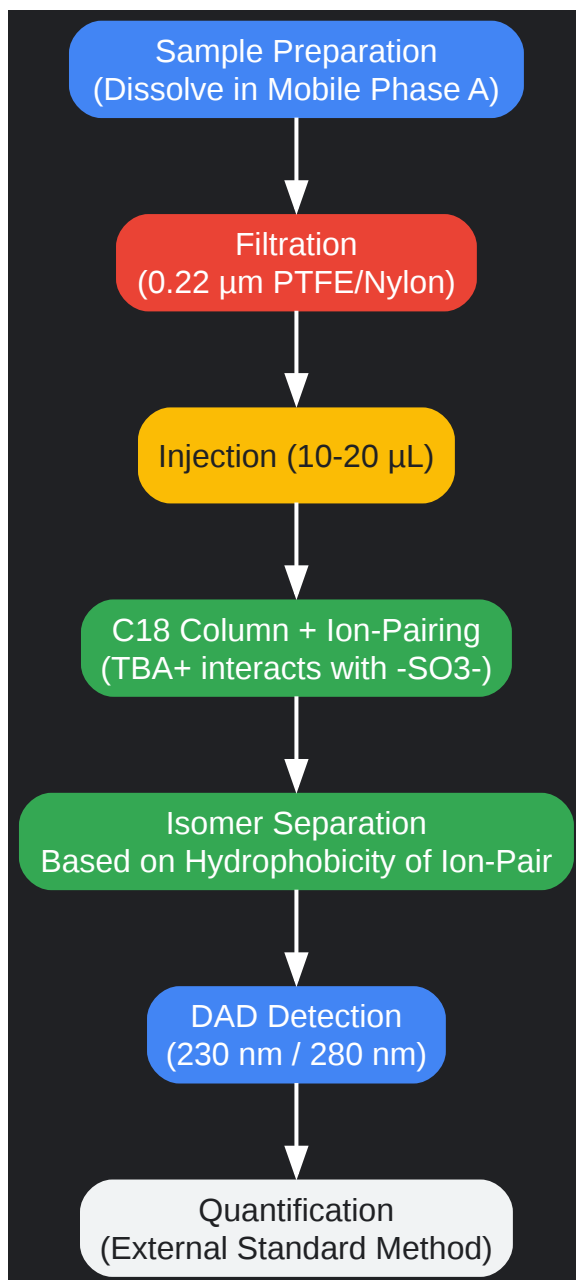 Sample Preparation
(Dissolve in Mobile Phase A)
Filtration
(0.22 µm PTFE/Nylon)
Injection (10-20 µL)
C18 Column + Ion-Pairing
(TBA+ interacts with -SO3-)
Isomer Separation
Based on Hydrophobicity of Ion-Pair
DAD Detection
(230 nm / 280 nm)
Quantification
(External Standard Method)